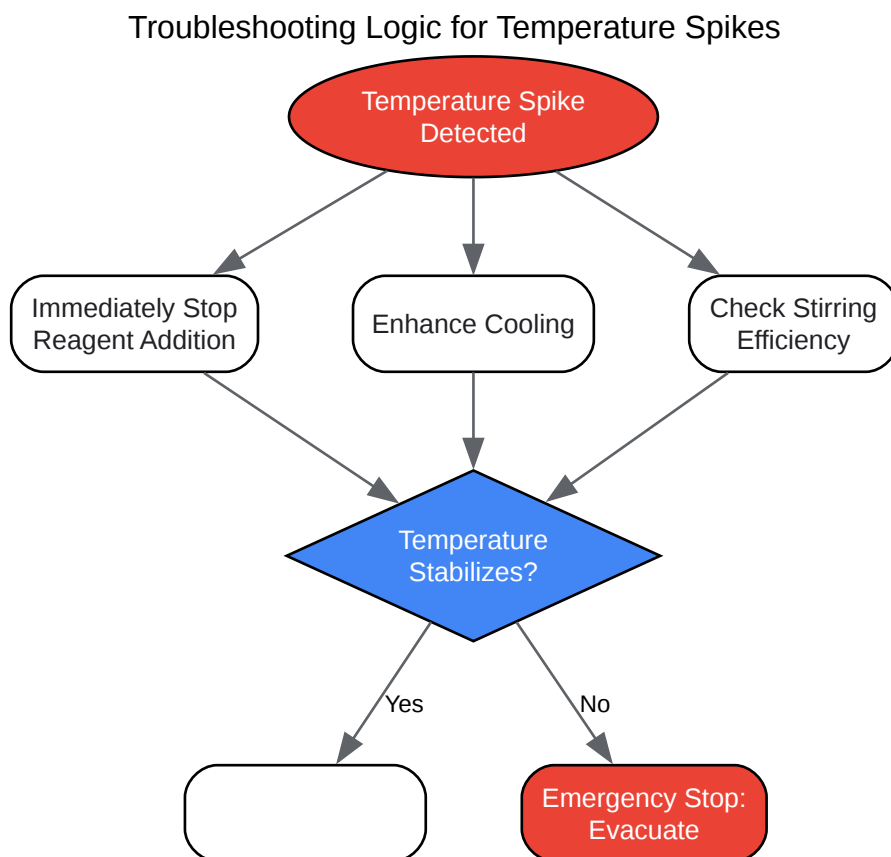 Troubleshooting Logic for Temperature Spikes
Temperature Spike
Detected
Immediately Stop
Reagent Addition
Enhance Cooling
Check Stirring
Efficiency
Temperature
Stabilizes?
Yes
No
Emergency Stop:
Evacuate